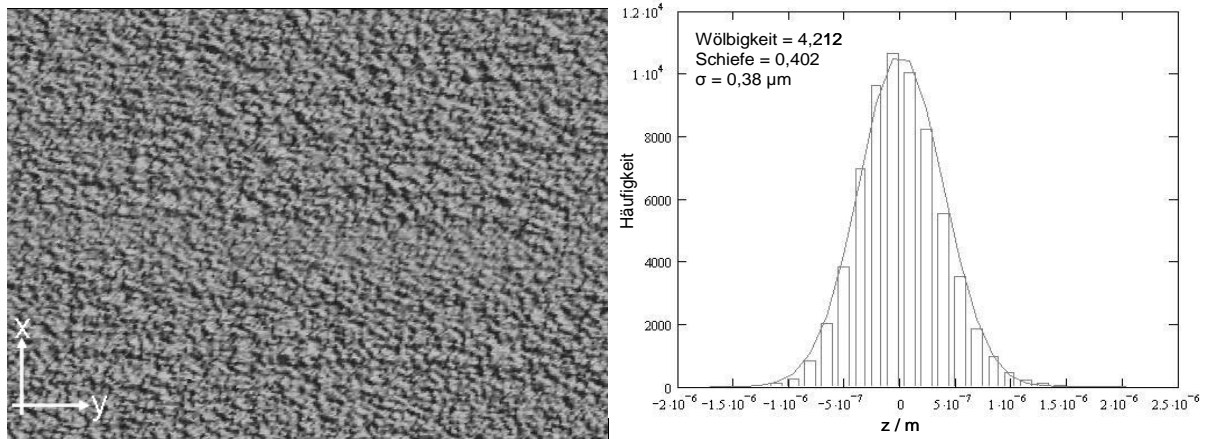 x
y
1.2·10⁴
Wölbigkeit = 4,212
Schiefe = 0,402
σ = 0,38 µm
1·10⁴
8000
6000
4000
2000
0
Häufigkeit
−2·10⁻⁶ −1.5·10⁻⁶ −1·10⁻⁶ −5·10⁻⁷ 0 5·10⁻⁷ 1·10⁻⁶ 1.5·10⁻⁶ 2·10⁻⁶ 2.5·10⁻⁶
z / m